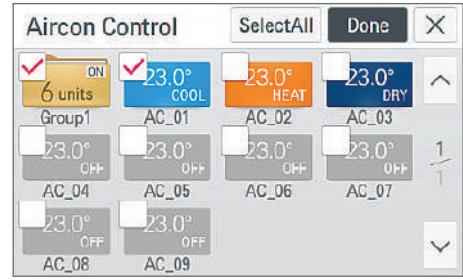 Aircon Control SelectAll Done
ON
6 units 23.0° COOL 23.0° HEAT 23.0° DRY
Group1 AC_01 AC_02 AC_03
23.0° OFF 23.0° OFF 23.0° OFF 23.0° OFF
AC_04 AC_05 AC_06 AC_07
1
1
23.0° OFF 23.0° OFF
AC_08 AC_09